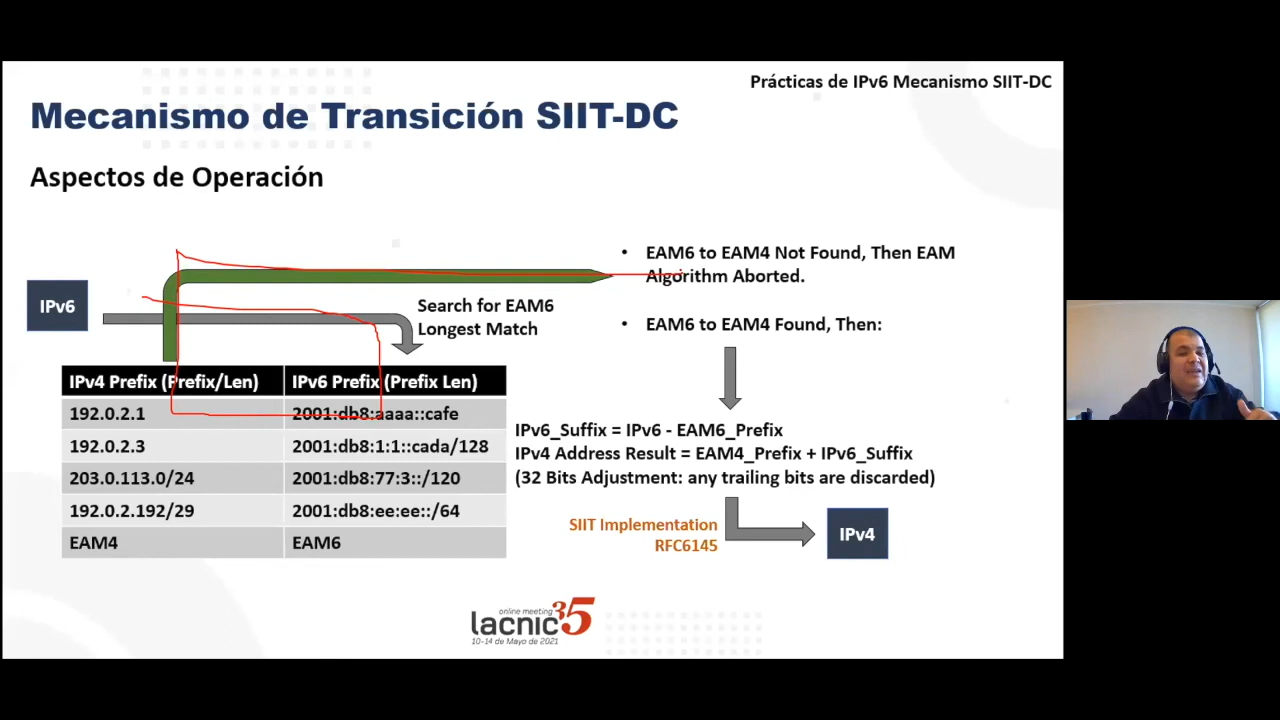 Prácticas de IPv6 Mecanismo SIIT-DC
Mecanismo de Transición SIIT-DC
Aspectos de Operación
• EAM6 to EAM4 Not Found, Then EAM
Algorithm Aborted.
IPv6
Search for EAM6
Longest Match
• EAM6 to EAM4 Found, Then:
IPv4 Prefix (Prefix/Len) IPv6 Prefix (Prefix Len)
192.0.2.1 2001:db8:aaaa::cafe
192.0.2.3 2001:db8:1:1::cada/128
203.0.113.0/24 2001:db8:77:3::/120
192.0.2.192/29 2001:db8:ee:ee::/64
EAM4 EAM6
IPv6_Suffix = IPv6 - EAM6_Prefix
IPv4 Address Result = EAM4_Prefix + IPv6_Suffix
(32 Bits Adjustment: any trailing bits are discarded)
SIIT Implementation
RFC6145
IPv4
online meeting
lacnic35
10-14 de Mayo de 2021